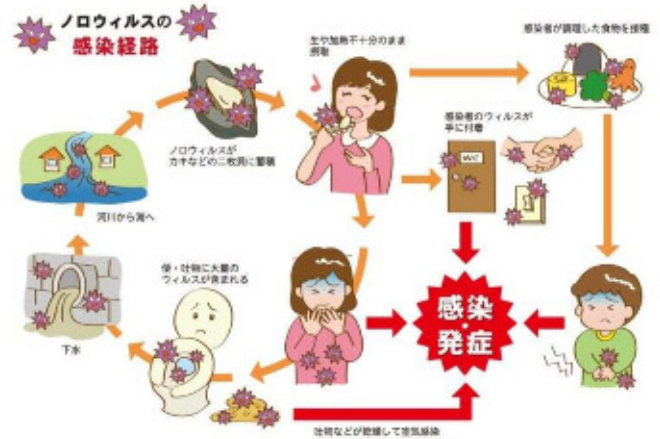 ノロウィルスの
感染経路
生や加熱不十分のまま
摂取
感染者が調理した食物を接種
感染者のウィルスが
手に付着
W.C
ノロウィルスが
カキなどの二枚貝に蓄積
河川から海へ
便・吐物に大量の
ウィルスが含まれる
下水
感染・
発症
吐物などが乾燥して空気感染